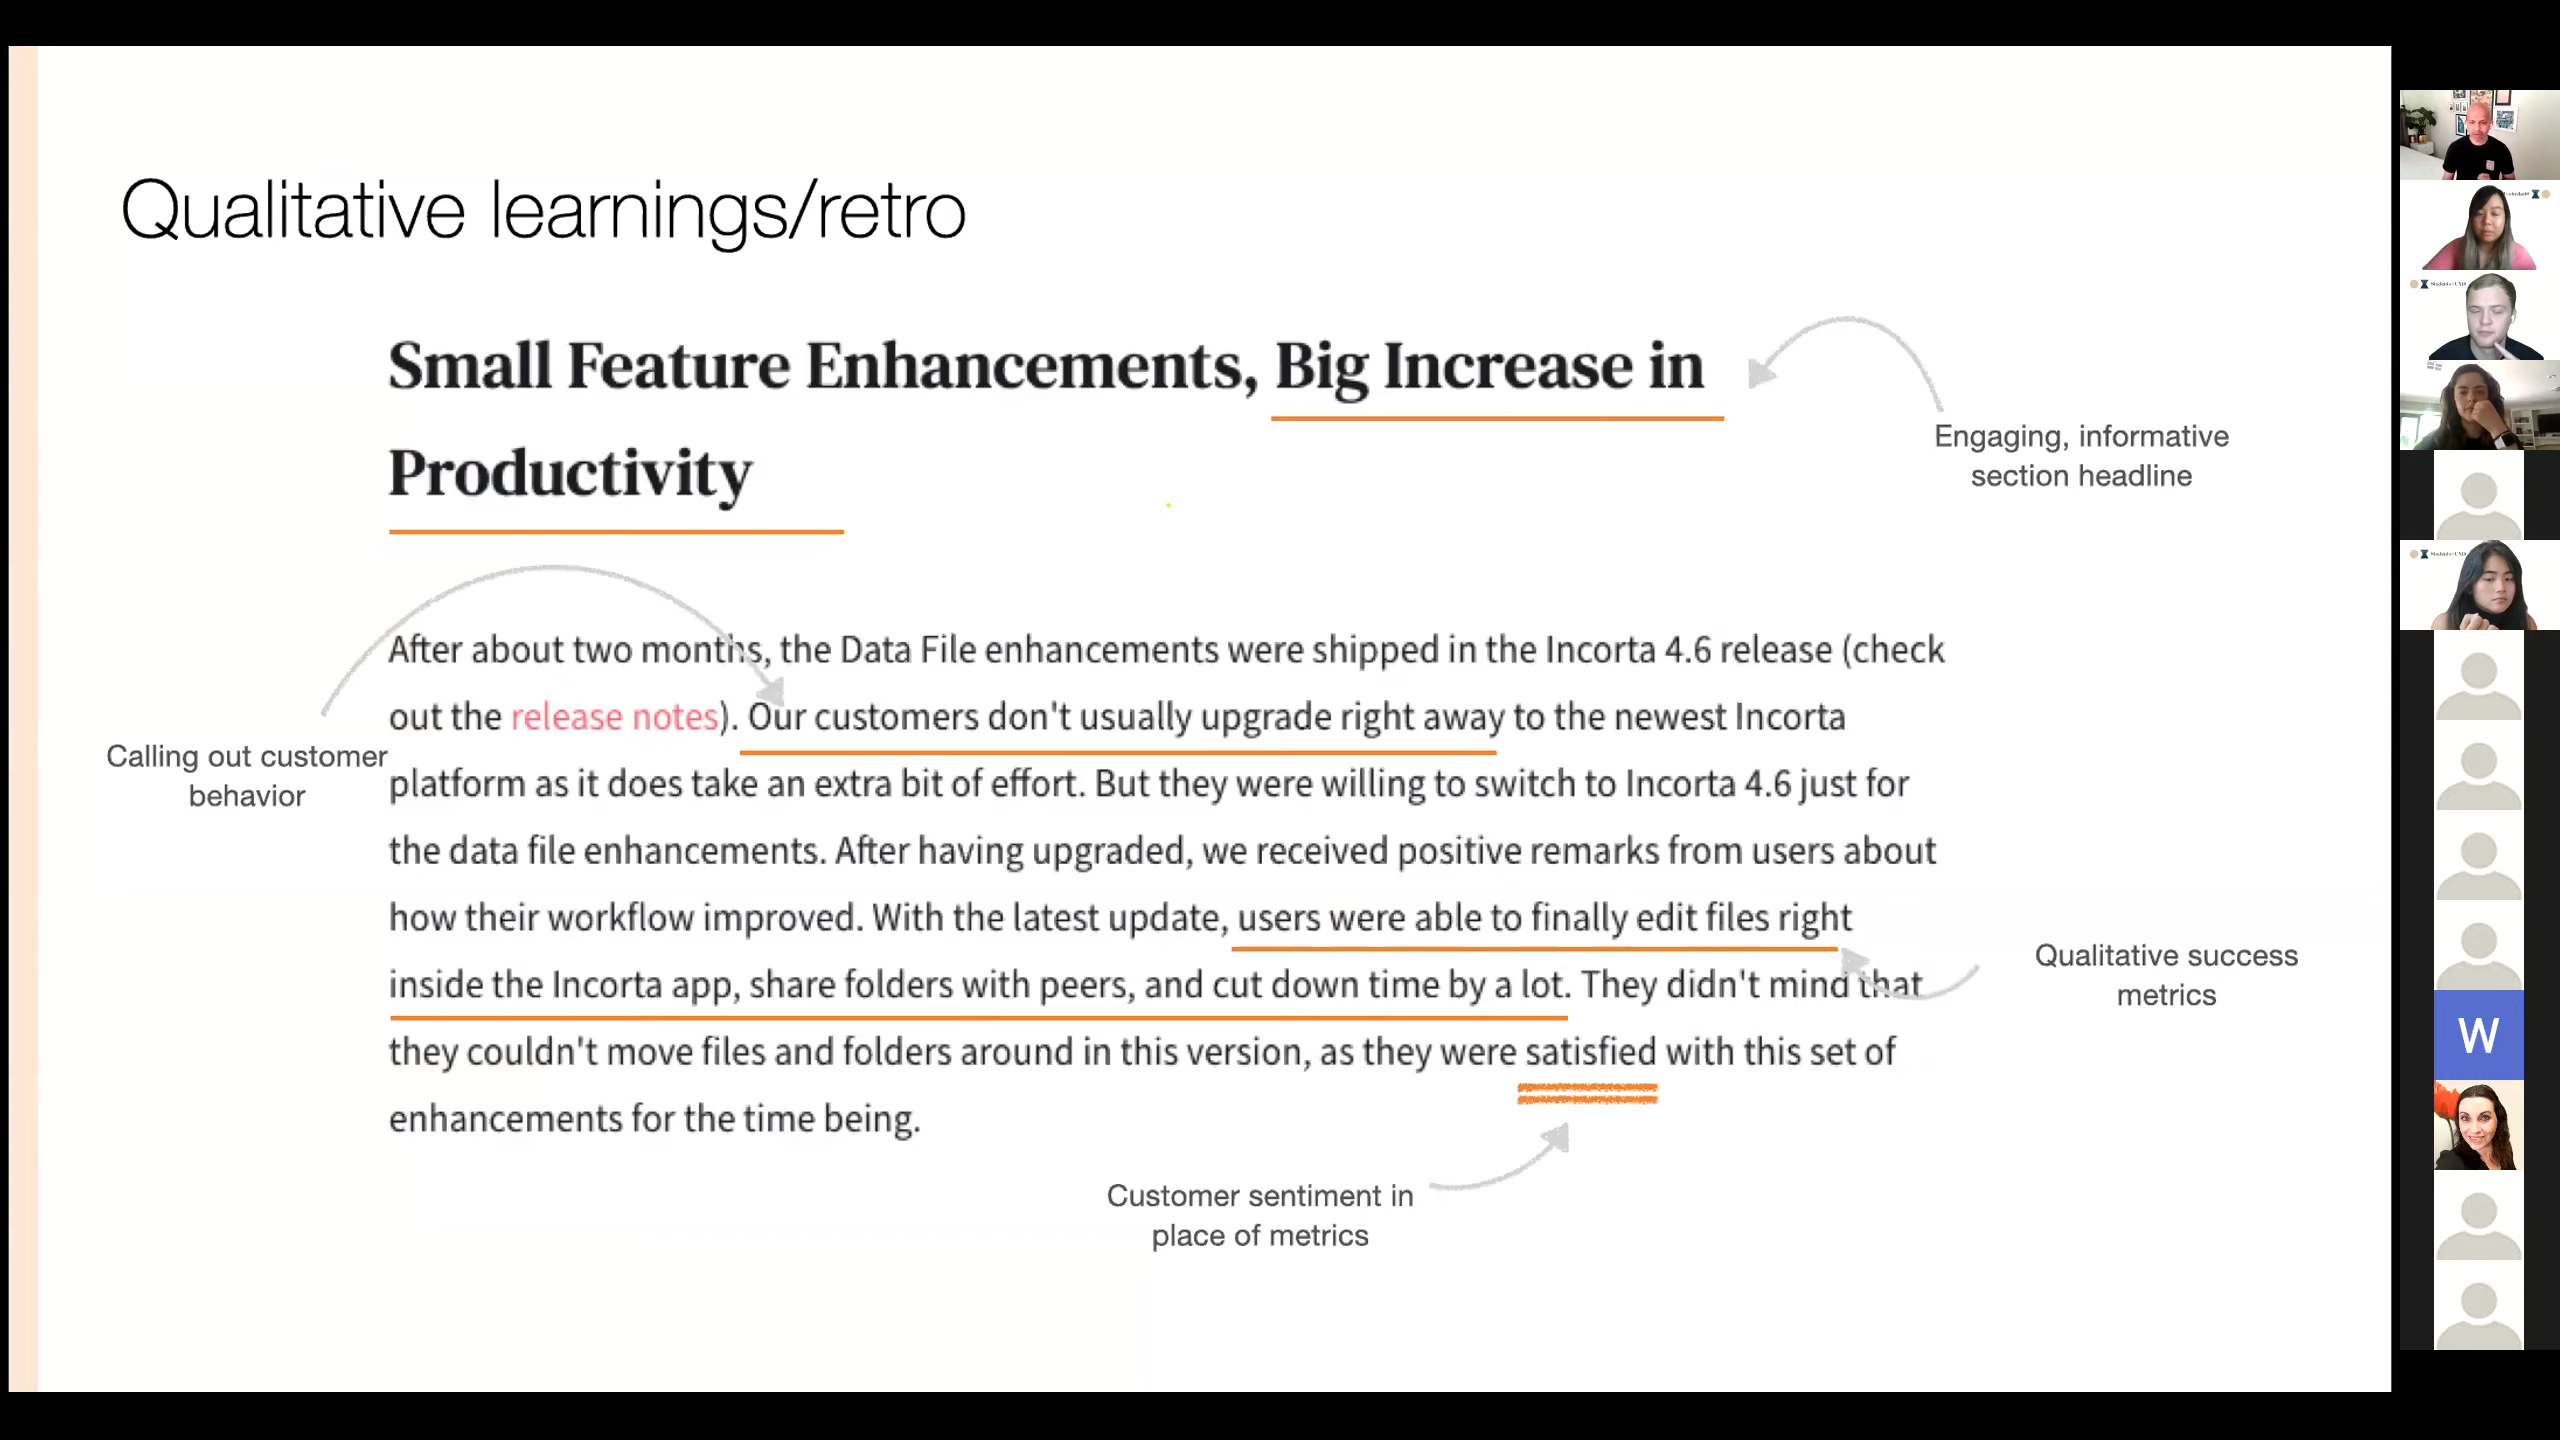 Qualitative learnings/retro
Small Feature Enhancements, Big Increase in
Productivity
Engaging, informative
section headline
After about two months, the Data File enhancements were shipped in the Incorta 4.6 release (check
out the release notes). Our customers don't usually upgrade right away to the newest Incorta
platform as it does take an extra bit of effort. But they were willing to switch to Incorta 4.6 just for
the data file enhancements. After having upgraded, we received positive remarks from users about
how their workflow improved. With the latest update, users were able to finally edit files right
inside the Incorta app, share folders with peers, and cut down time by a lot. They didn't mind that
they couldn't move files and folders around in this version, as they were satisfied with this set of
enhancements for the time being.
Calling out customer
behavior
Qualitative success
metrics
Customer sentiment in
place of metrics
W